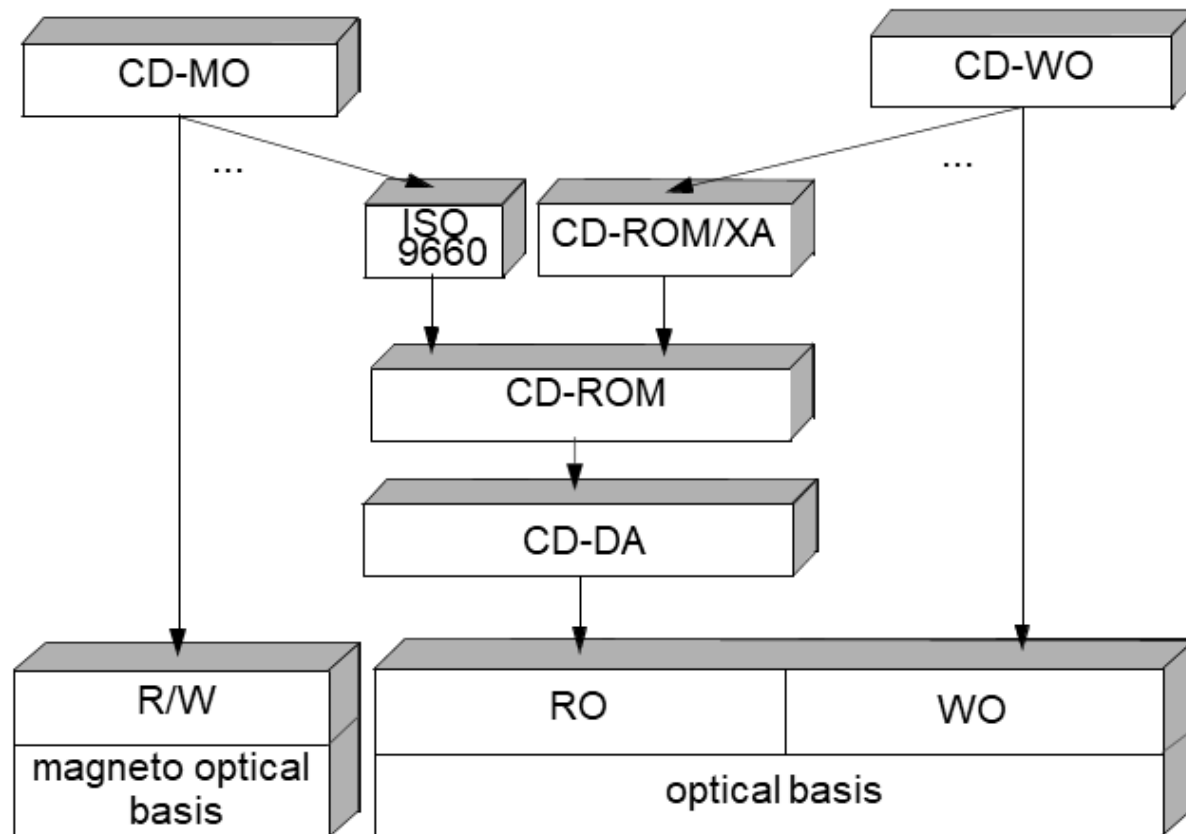 CD-MO
CD-WO
...
...
ISO
9660
CD-ROM/XA
CD-ROM
CD-DA
R/W
RO
WO
magneto optical
basis
optical basis